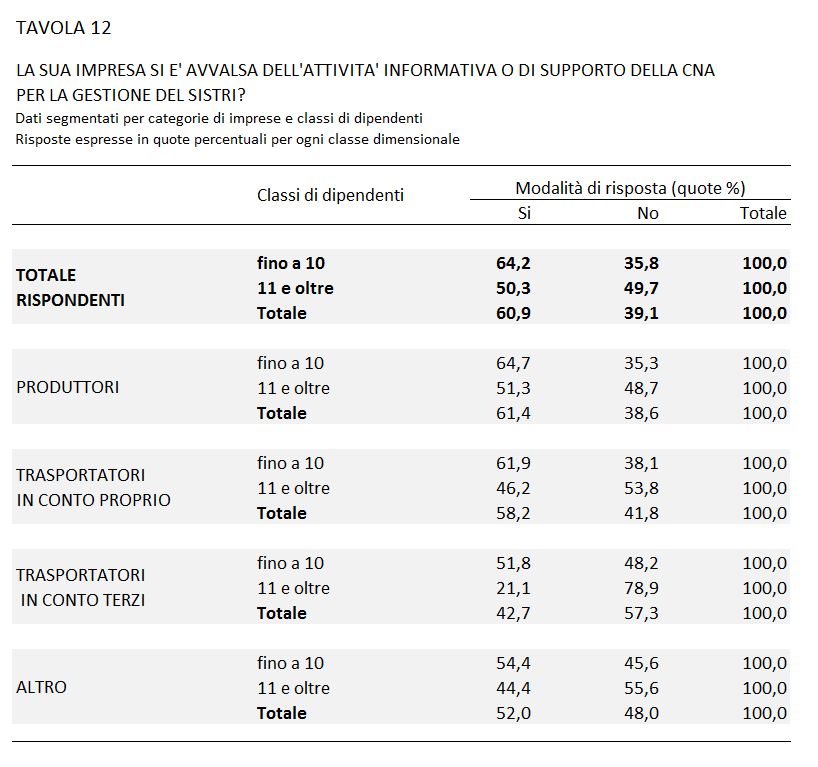 TAVOLA 12
LA SUA IMPRESA SI E' AVVALSA DELL'ATTIVITA' INFORMATIVA O DI SUPPORTO DELLA CNA
PER LA GESTIONE DEL SISTRI?
Dati segmentati per categorie di imprese e classi di dipendenti
Risposte espresse in quote percentuali per ogni classe dimensionale
Classi di dipendenti Modalità di risposta (quote %)
Si No Totale
TOTALE RISPONDENTI
fino a 10 64,2 35,8 100,0
11 e oltre 50,3 49,7 100,0
Totale 60,9 39,1 100,0
PRODUTTORI
fino a 10 64,7 35,3 100,0
11 e oltre 51,3 48,7 100,0
Totale 61,4 38,6 100,0
TRASPORTATORI IN CONTO PROPRIO
fino a 10 61,9 38,1 100,0
11 e oltre 46,2 53,8 100,0
Totale 58,2 41,8 100,0
TRASPORTATORI IN CONTO TERZI
fino a 10 51,8 48,2 100,0
11 e oltre 21,1 78,9 100,0
Totale 42,7 57,3 100,0
ALTRO
fino a 10 54,4 45,6 100,0
11 e oltre 44,4 55,6 100,0
Totale 52,0 48,0 100,0